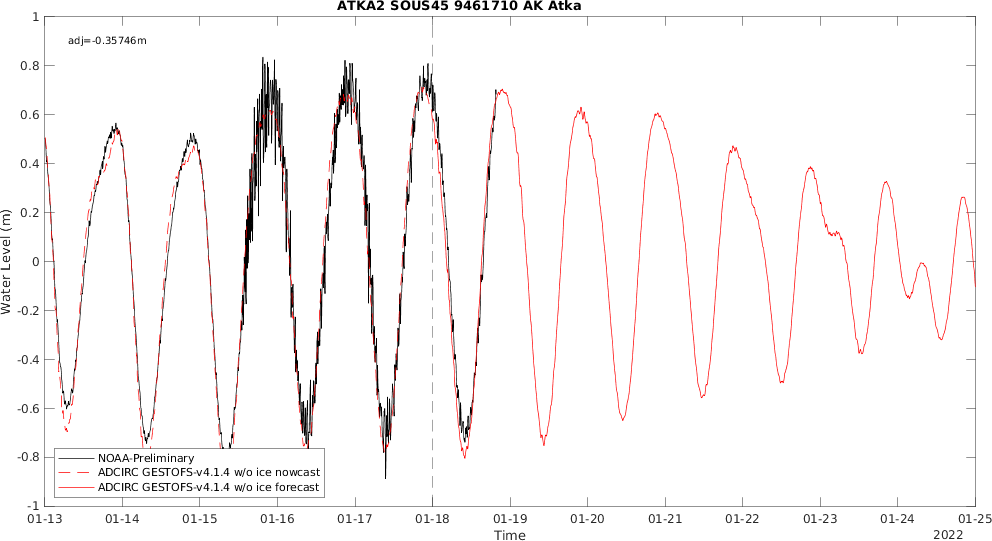 ATKA2 SOUS45 9461710 AK Atka
adj=-0.35746m
1
0.8
0.6
0.4
0.2
0
-0.2
-0.4
-0.6
-0.8
-1
Water Level (m)
NOAA-Preliminary
ADCIRC GESTOFS-v4.1.4 w/o ice nowcast
ADCIRC GESTOFS-v4.1.4 w/o ice forecast
01-13 01-14 01-15 01-16 01-17 01-18 01-19 01-20 01-21 01-22 01-23 01-24 01-25
Time
2022